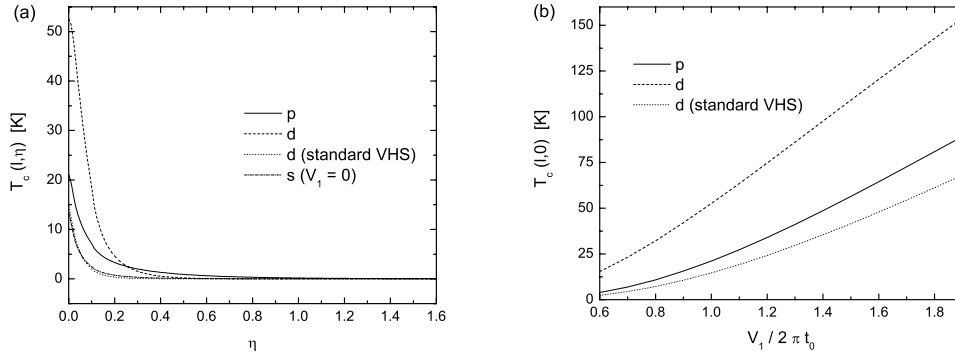 (a)
50
40
30
20
10
0
T_c (l,η) [K]
p
d
d (standard VHS)
s (V_1 = 0)
0.0 0.2 0.4 0.6 0.8 1.0 1.2 1.4 1.6
η
(b)
150
125
100
75
50
25
0
T_c (l,0) [K]
p
d
d (standard VHS)
0.6 0.8 1.0 1.2 1.4 1.6 1.8
V_1 / 2 π t_0